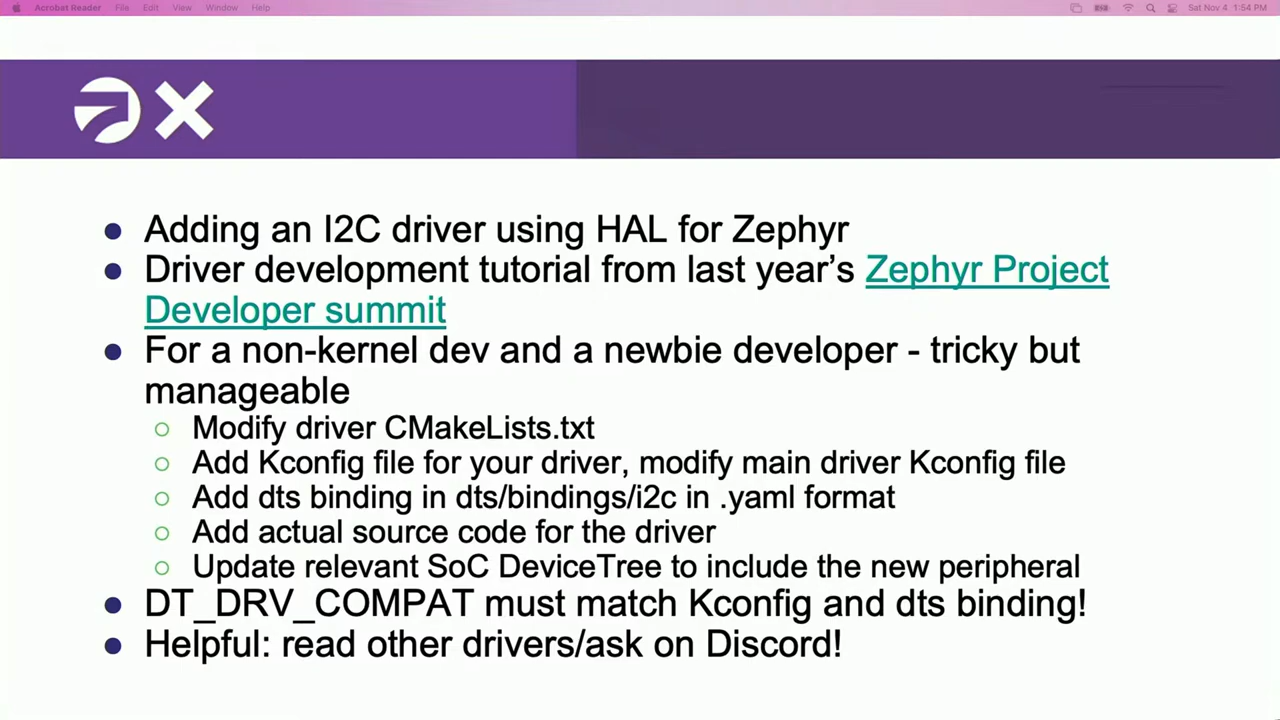 Acrobat Reader File Edit View Window Help Sat Nov 4 1:54 PM
Adding an I2C driver using HAL for Zephyr
Driver development tutorial from last year's Zephyr Project
Developer summit
For a non-kernel dev and a newbie developer - tricky but
manageable
Modify driver CMakeLists.txt
Add Kconfig file for your driver, modify main driver Kconfig file
Add dts binding in dts/bindings/i2c in .yaml format
Add actual source code for the driver
Update relevant SoC DeviceTree to include the new peripheral
DT_DRV_COMPAT must match Kconfig and dts binding!
Helpful: read other drivers/ask on Discord!